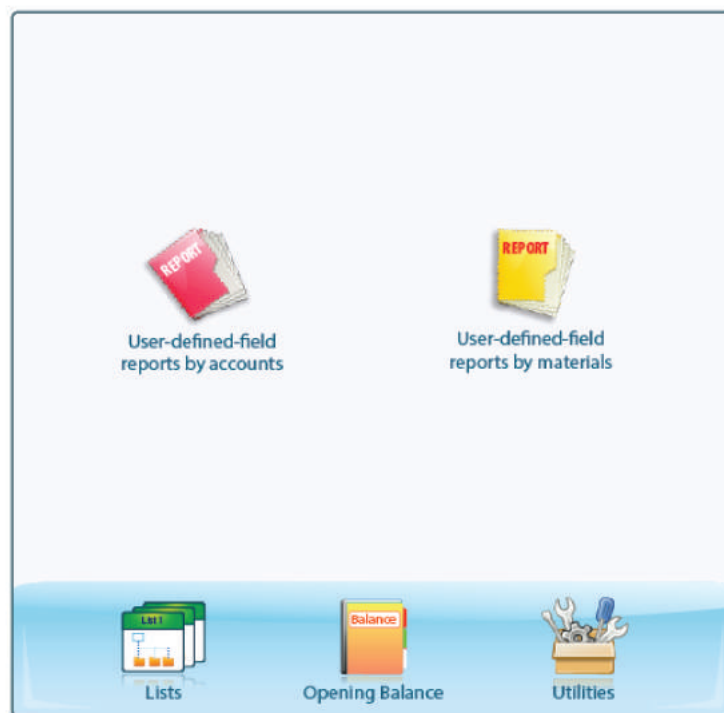 REPORT
REPORT
User-defined-field
reports by accounts
User-defined-field
reports by materials
List 1
Balance
Lists
Opening Balance
Utilities